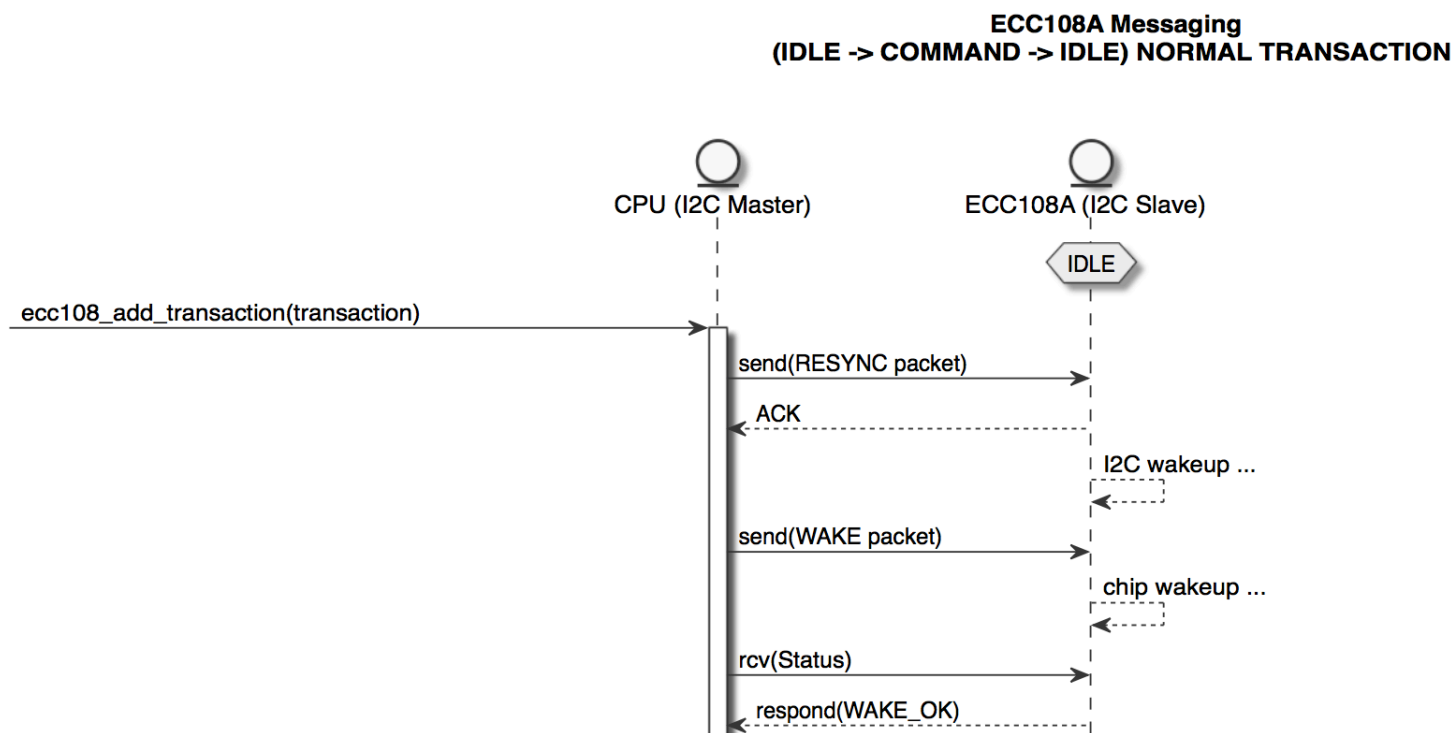 ECC108A Messaging
(IDLE -> COMMAND -> IDLE) NORMAL TRANSACTION
CPU (I2C Master)
ECC108A (I2C Slave)
IDLE
ecc108_add_transaction(transaction)
send(RESYNC packet)
ACK
I2C wakeup ...
send(WAKE packet)
chip wakeup ...
rcv(Status)
respond(WAKE_OK)